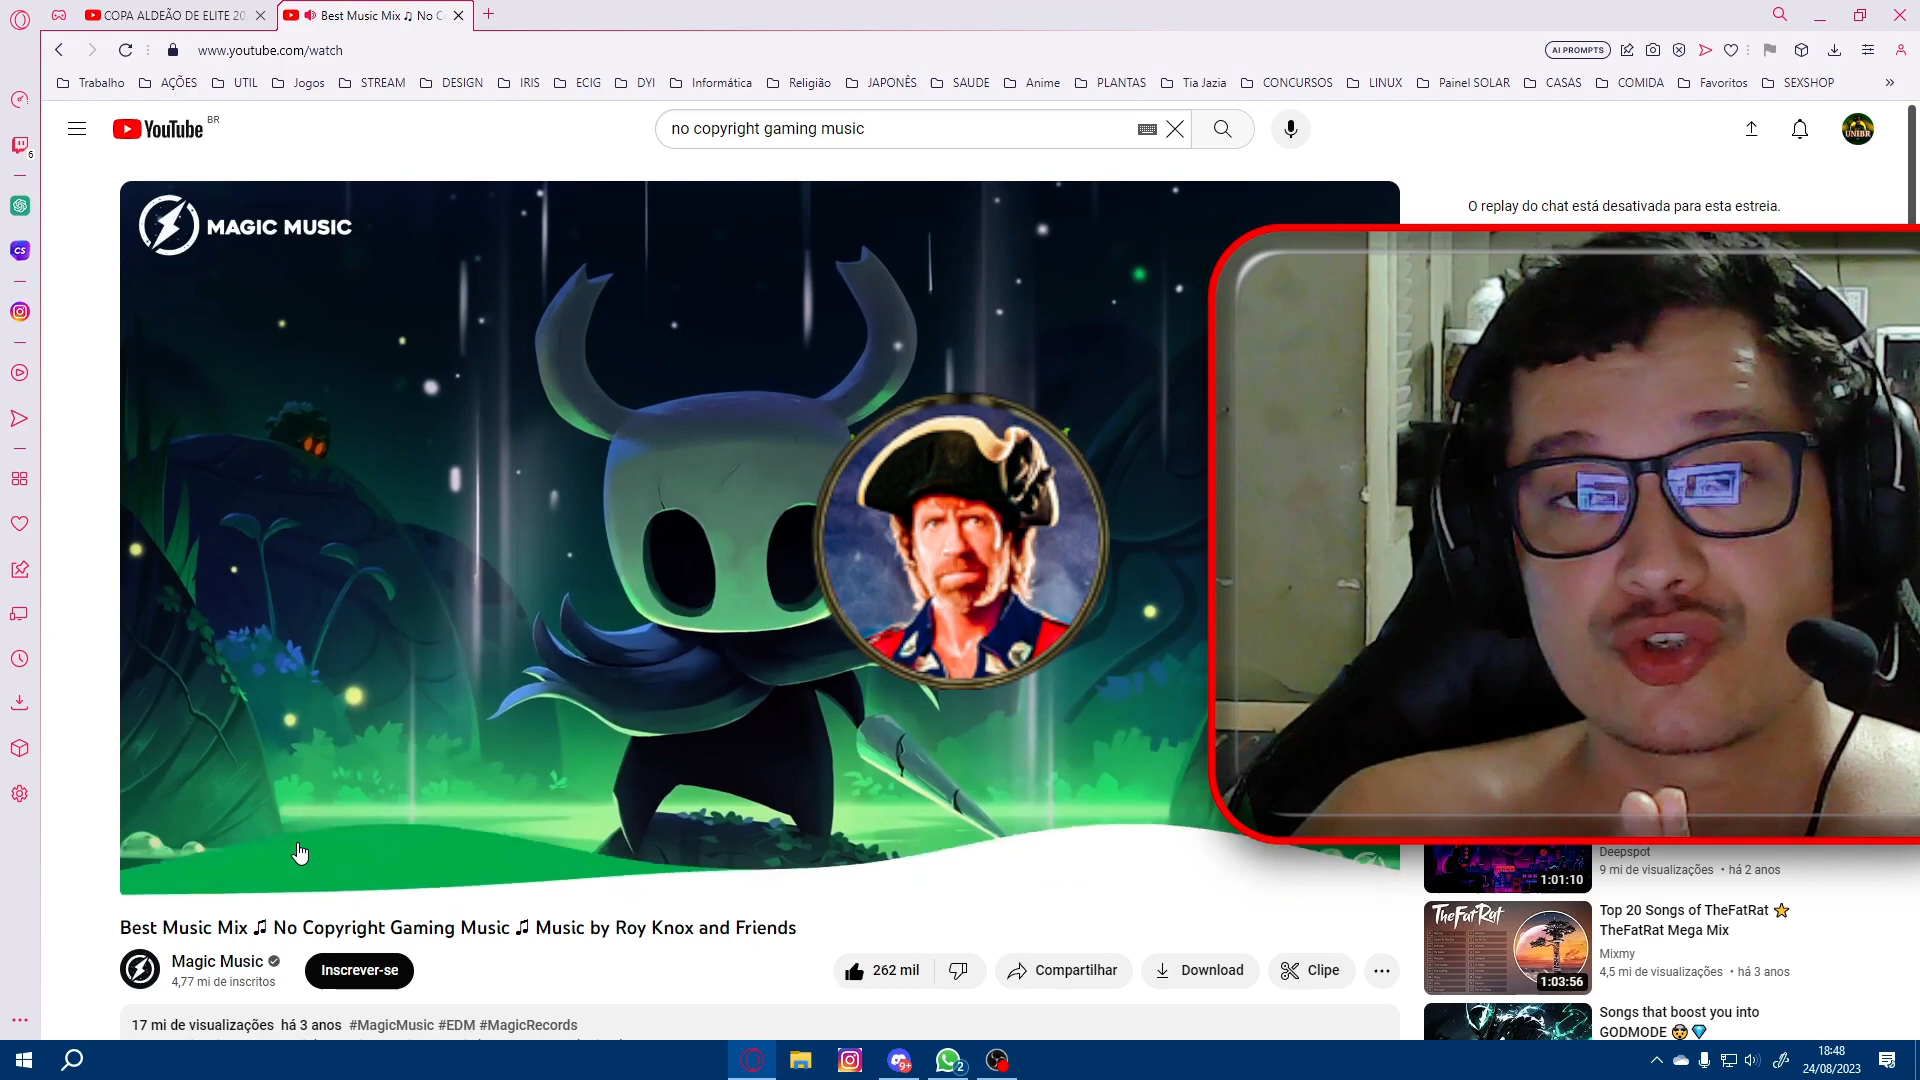 COPA ALDEÃO DE ELITE 20
Best Music Mix ♫ No C
www.youtube.com/watch
AI PROMPTS
Trabalho
AÇÕES
UTIL
Jogos
STREAM
DESIGN
IRIS
ECIG
DYI
Informática
Religião
JAPONÊS
SAUDE
Anime
PLANTAS
Tia Jazia
CONCURSOS
LINUX
Painel SOLAR
CASAS
COMIDA
Favoritos
SEXSHOP
»
YouTube BR
no copyright gaming music
UNIBR
6
CS
MAGIC MUSIC
O replay do chat está desativada para esta estreia.
Deepspot
9 mi de visualizações • há 2 anos
1:01:10
TheFatRat
1:03:56
Top 20 Songs of TheFatRat ⭐
TheFatRat Mega Mix
Mixmy
4,5 mi de visualizações • há 3 anos
Songs that boost you into
GODMODE 🤯💎
Best Music Mix ♫ No Copyright Gaming Music ♫ Music by Roy Knox and Friends
Magic Music
4,77 mi de inscritos
Inscrever-se
262 mil
Compartilhar
Download
Clipe
17 mi de visualizações há 3 anos #MagicMusic #EDM #MagicRecords
9+
2
18:48
24/08/2023